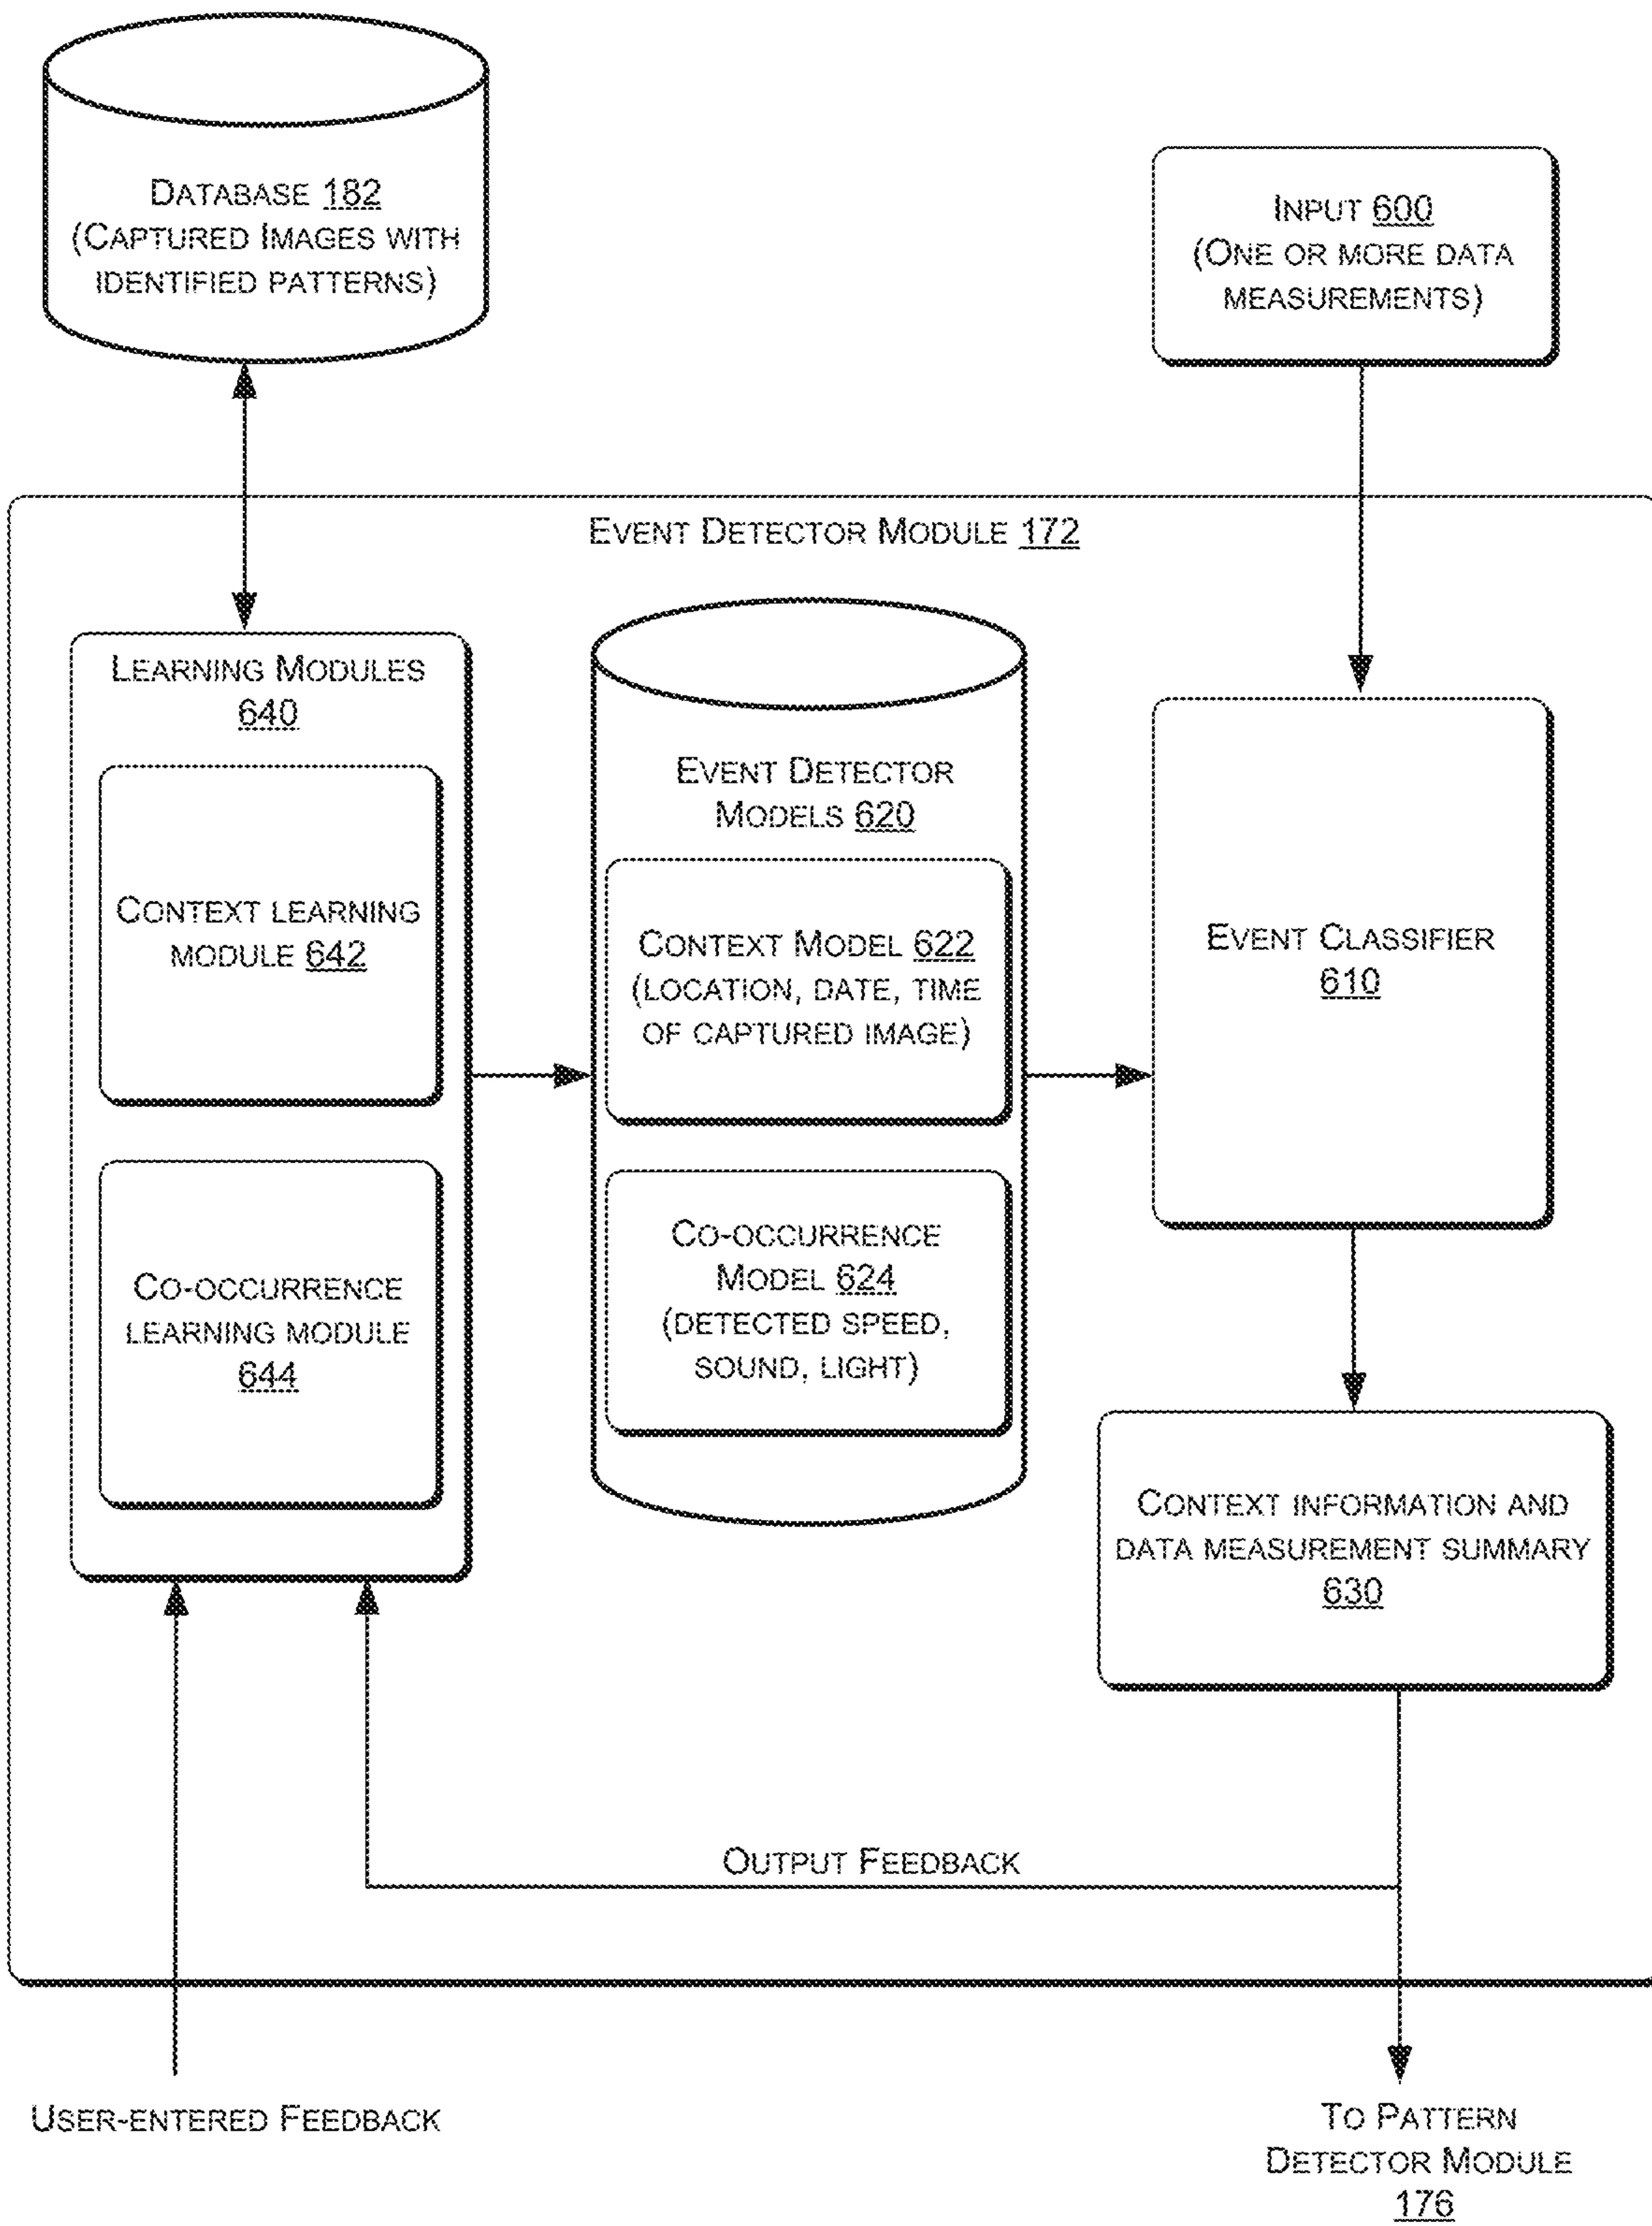 DATABASE 182
(CAPTURED IMAGES WITH
IDENTIFIED PATTERNS)
INPUT 600
(ONE OR MORE DATA
MEASUREMENTS)
EVENT DETECTOR MODULE 172
LEARNING MODULES
640
CONTEXT LEARNING
MODULE 642
CO-OCCURRENCE
LEARNING MODULE
644
EVENT DETECTOR
MODELS 620
CONTEXT MODEL 622
(LOCATION, DATE, TIME
OF CAPTURED IMAGE)
CO-OCCURRENCE
MODEL 624
(DETECTED SPEED,
SOUND, LIGHT)
EVENT CLASSIFIER
610
CONTEXT INFORMATION AND
DATA MEASUREMENT SUMMARY
630
OUTPUT FEEDBACK
USER-ENTERED FEEDBACK
TO PATTERN
DETECTOR MODULE
176